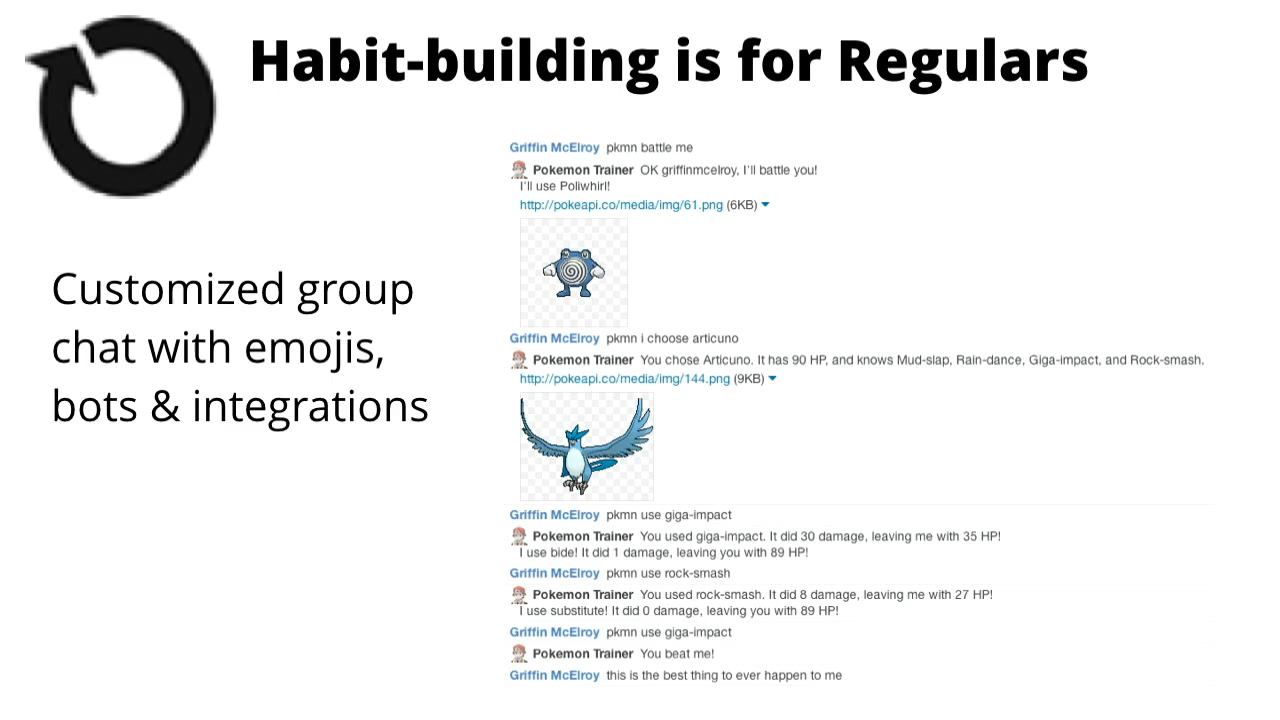 Habit-building is for Regulars
Customized group
chat with emojis,
bots & integrations
Griffin McElroy pkmn battle me
Pokemon Trainer OK griffinmcelroy, I'll battle you!
I'll use Poliwhirl!
http://pokeapi.co/media/img/61.png (6KB)
Griffin McElroy pkmn i choose articuno
Pokemon Trainer You chose Articuno. It has 90 HP, and knows Mud-slap, Rain-dance, Giga-impact, and Rock-smash.
http://pokeapi.co/media/img/144.png (9KB)
Griffin McElroy pkmn use giga-impact
Pokemon Trainer You used giga-impact. It did 30 damage, leaving me with 35 HP!
I use bide! It did 1 damage, leaving you with 89 HP!
Griffin McElroy pkmn use rock-smash
Pokemon Trainer You used rock-smash. It did 8 damage, leaving me with 27 HP!
I use substitute! It did 0 damage, leaving you with 89 HP!
Griffin McElroy pkmn use giga-impact
Pokemon Trainer You beat me!
Griffin McElroy this is the best thing to ever happen to me